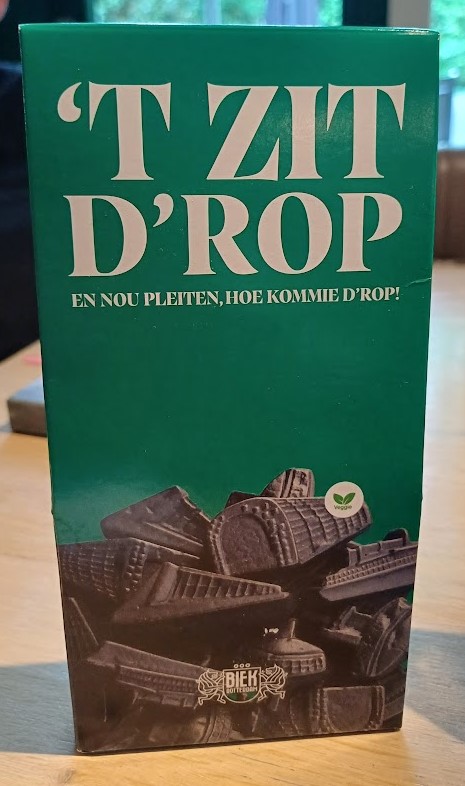 ‘T ZIT
D’ROP
EN NOU PLEITEN, HOE KOMMIE D’ROP!
veggie
BIEK
ROTTERDAM